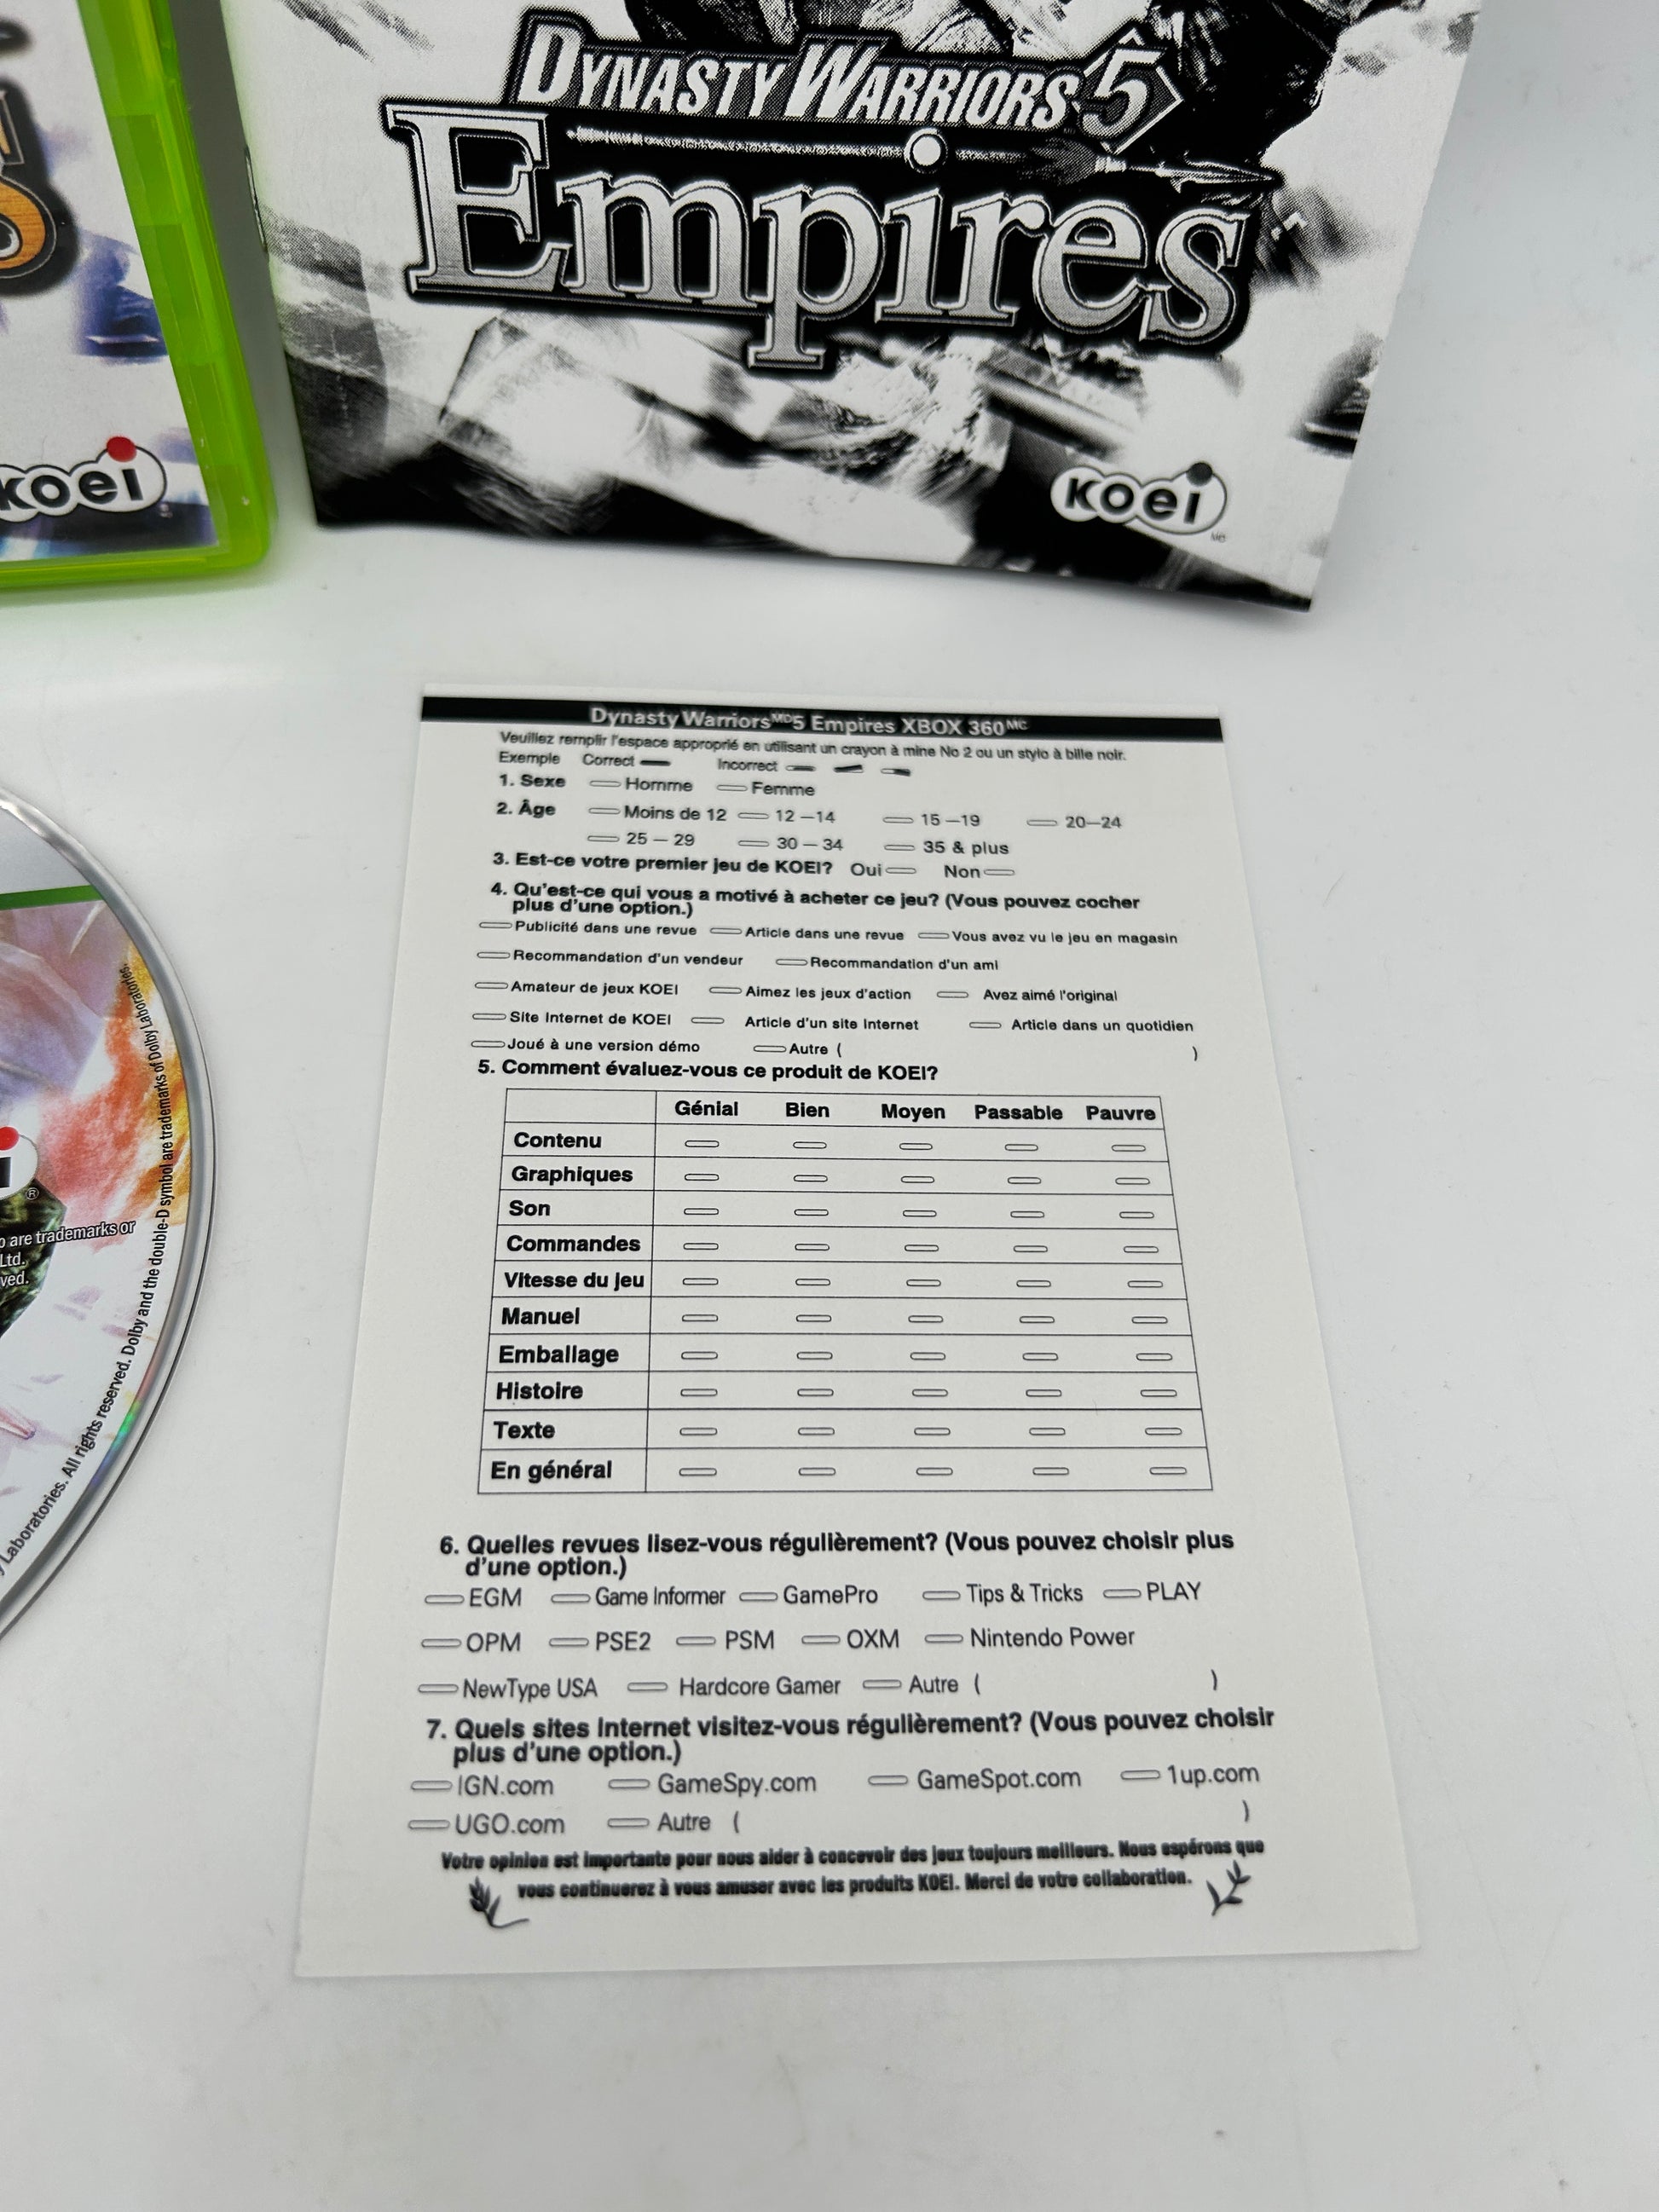 DYNASTY WARRIORS 5
Empires
koei
MC
koei
Dynasty Warriors MD5 Empires XBOX 360 MC
Veuillez remplir l'espace approprié en utilisant un crayon à mine No 2 ou un stylo à bille noir.
Exemple Correct Incorrect
1. Sexe Homme Femme
2. Âge Moins de 12 12 – 14 15 – 19 20 – 24
25 – 29 30 – 34 35 & plus
3. Est-ce votre premier jeu de KOEI? Oui Non
4. Qu'est-ce qui vous a motivé à acheter ce jeu? (Vous pouvez cocher
plus d'une option.)
Publicité dans une revue Article dans une revue Vous avez vu le jeu en magasin
Recommandation d'un vendeur Recommandation d'un ami
Amateur de jeux KOEI Aimez les jeux d'action Avez aimé l'original
Site Internet de KOEI Article d'un site Internet Article dans un quotidien
Joué à une version démo Autre ( )
5. Comment évaluez-vous ce produit de KOEI?
Génial Bien Moyen Passable Pauvre
Contenu
Graphiques
Son
Commandes
Vitesse du jeu
Manuel
Emballage
Histoire
Texte
En général
6. Quelles revues lisez-vous régulièrement? (Vous pouvez choisir plus
d'une option.)
EGM Game Informer GamePro Tips & Tricks PLAY
OPM PSE2 PSM OXM Nintendo Power
NewType USA Hardcore Gamer Autre ( )
7. Quels sites Internet visitez-vous régulièrement? (Vous pouvez choisir
plus d'une option.)
IGN.com GameSpy.com GameSpot.com 1up.com
UGO.com Autre ( )
Votre opinion est importante pour nous aider à concevoir des jeux toujours meilleurs. Nous espérons que
vous continuerez à vous amuser avec les produits KOEI. Merci de votre collaboration.
®
are trademarks or
Ltd.
Laboratories. All rights reserved. Dolby and the double-D symbol are trademarks of Dolby Laboratories.